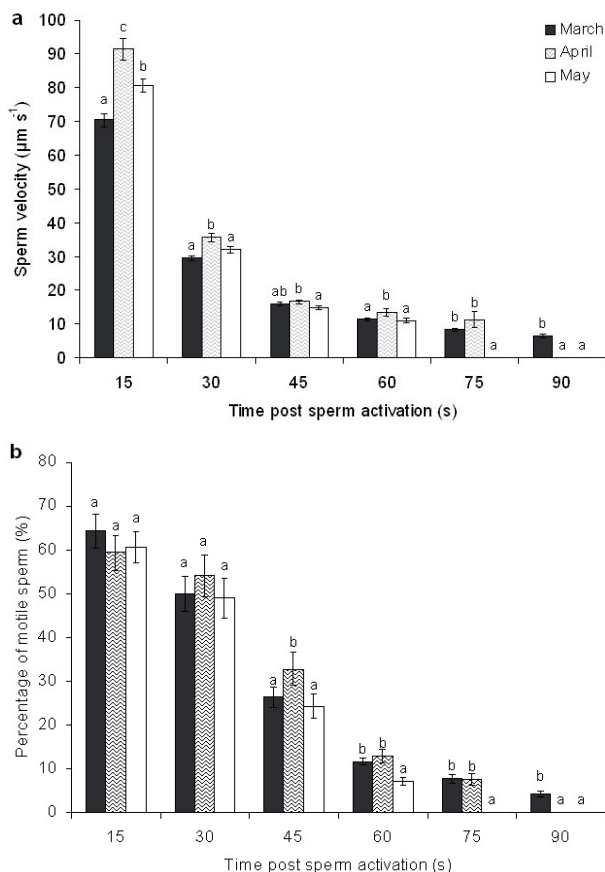 a
100
90
80
70
60
50
40
30
20
10
0
Sperm velocity (µm s⁻¹)
March
April
May
a c b
a b a
ab b a
a b a
b b a
b a a
15 30 45 60 75 90
Time post sperm activation (s)
b
80
70
60
50
40
30
20
10
0
Percentage of motile sperm (%)
a a a
a a a
a b a
b b a
b b a
b a a
15 30 45 60 75 90
Time post sperm activation (s)